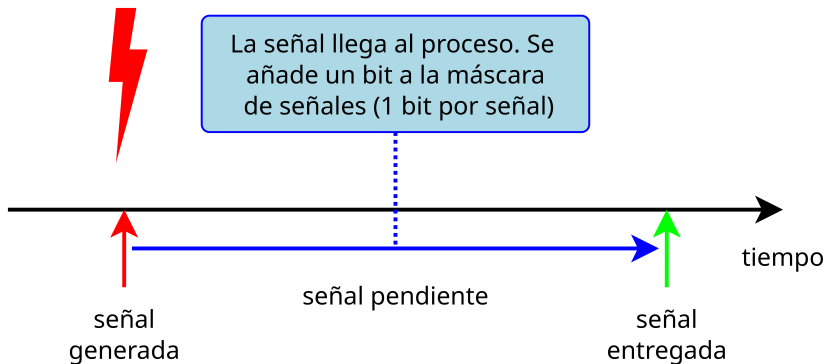 La señal llega al proceso. Se
añade un bit a la máscara
de señales (1 bit por señal)
tiempo
señal pendiente
señal
generada
señal
entregada